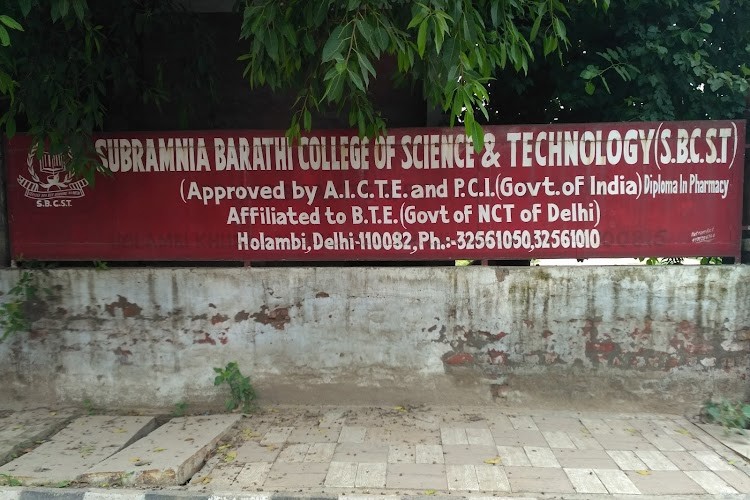 SUBRAMNIA BARATHI COLLEGE OF SCIENCE & TECHNOLOGY (S.B.C.S.T)
(Approved by A.I.C.T.E. and P.C.I.(Govt. of India) Diploma In Pharmacy
Affiliated to B.T.E.(Govt of NCT of Delhi)
Holambi, Delhi-110082, Ph.:-32561050,32561010
S.B.C.S.T.